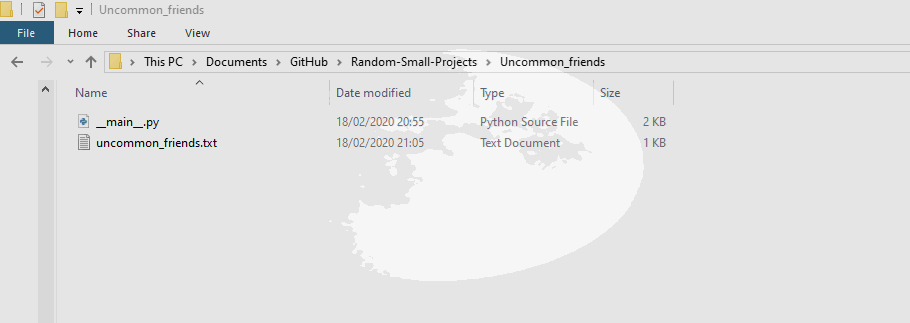 Uncommon_friends
File Home Share View
This PC Documents GitHub Random-Small-Projects Uncommon_friends
Name Date modified Type Size
__main__.py 18/02/2020 20:55 Python Source File 2 KB
uncommon_friends.txt 18/02/2020 21:05 Text Document 1 KB